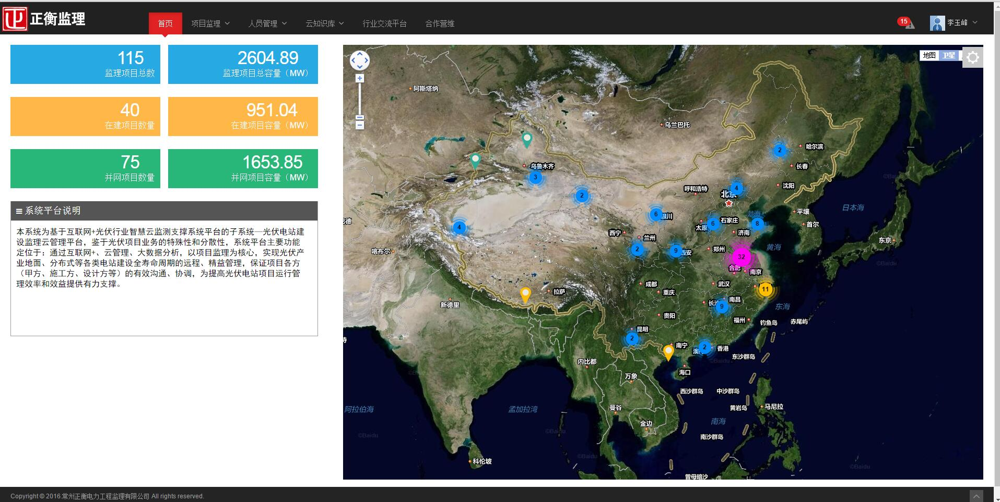 正衡监理
首页
项目监理
人员管理
云知识库
行业交流平台
合作营维
15
李玉峰
115
监理项目总数
2604.89
监理项目总容量（MW）
40
在建项目数量
951.04
在建项目容量（MW）
75
并网项目数量
1653.85
并网项目容量（MW）
系统平台说明
本系统为基于互联网+光伏行业智慧云监测支撑系统平台的子系统—光伏电站建
设监理云管理平台，鉴于光伏项目业务的特殊性和分散性，系统平台主要功能
定位于：通过互联网+、云管理、大数据分析，以项目监理为核心，实现光伏产
业地面、分布式等各类电站建设全寿命周期的远程、精益管理，保证项目各方
（甲方、施工方、设计方等）的有效沟通、协调，为提高光伏电站项目运行管
理效率和效益提供有力支撑。
地图
卫星
阿斯塔纳
乌兰巴托
2
哈尔滨
长春
乌鲁木齐
3
呼和浩特
4
沈阳
北京
2
日本海
6
银川
渤海
平壤
4
6
石家庄
8
首尔
太原
西宁
兰州
济南
东京
喀布尔
2
9
西安
郑州
黄海
32
合肥
南京
©Baidu
成都
武汉
11
拉萨
重庆
新德里
南昌
9
东海
贵阳
福州
钓鱼岛
赤尾屿
昆明
2
南宁
2
香港
东沙群岛
©Baidu
内比都
海口
万象
西沙群岛
中沙群岛
阿拉伯海
孟加拉湾
曼谷
黄岩岛
马尼拉
金边
南海
©Baidu
©Baidu
南沙群岛
©Baidu
科伦坡
©Baidu
曾母暗沙
Copyright © 2016.常州正衡电力工程监理有限公司 All rights reserved.